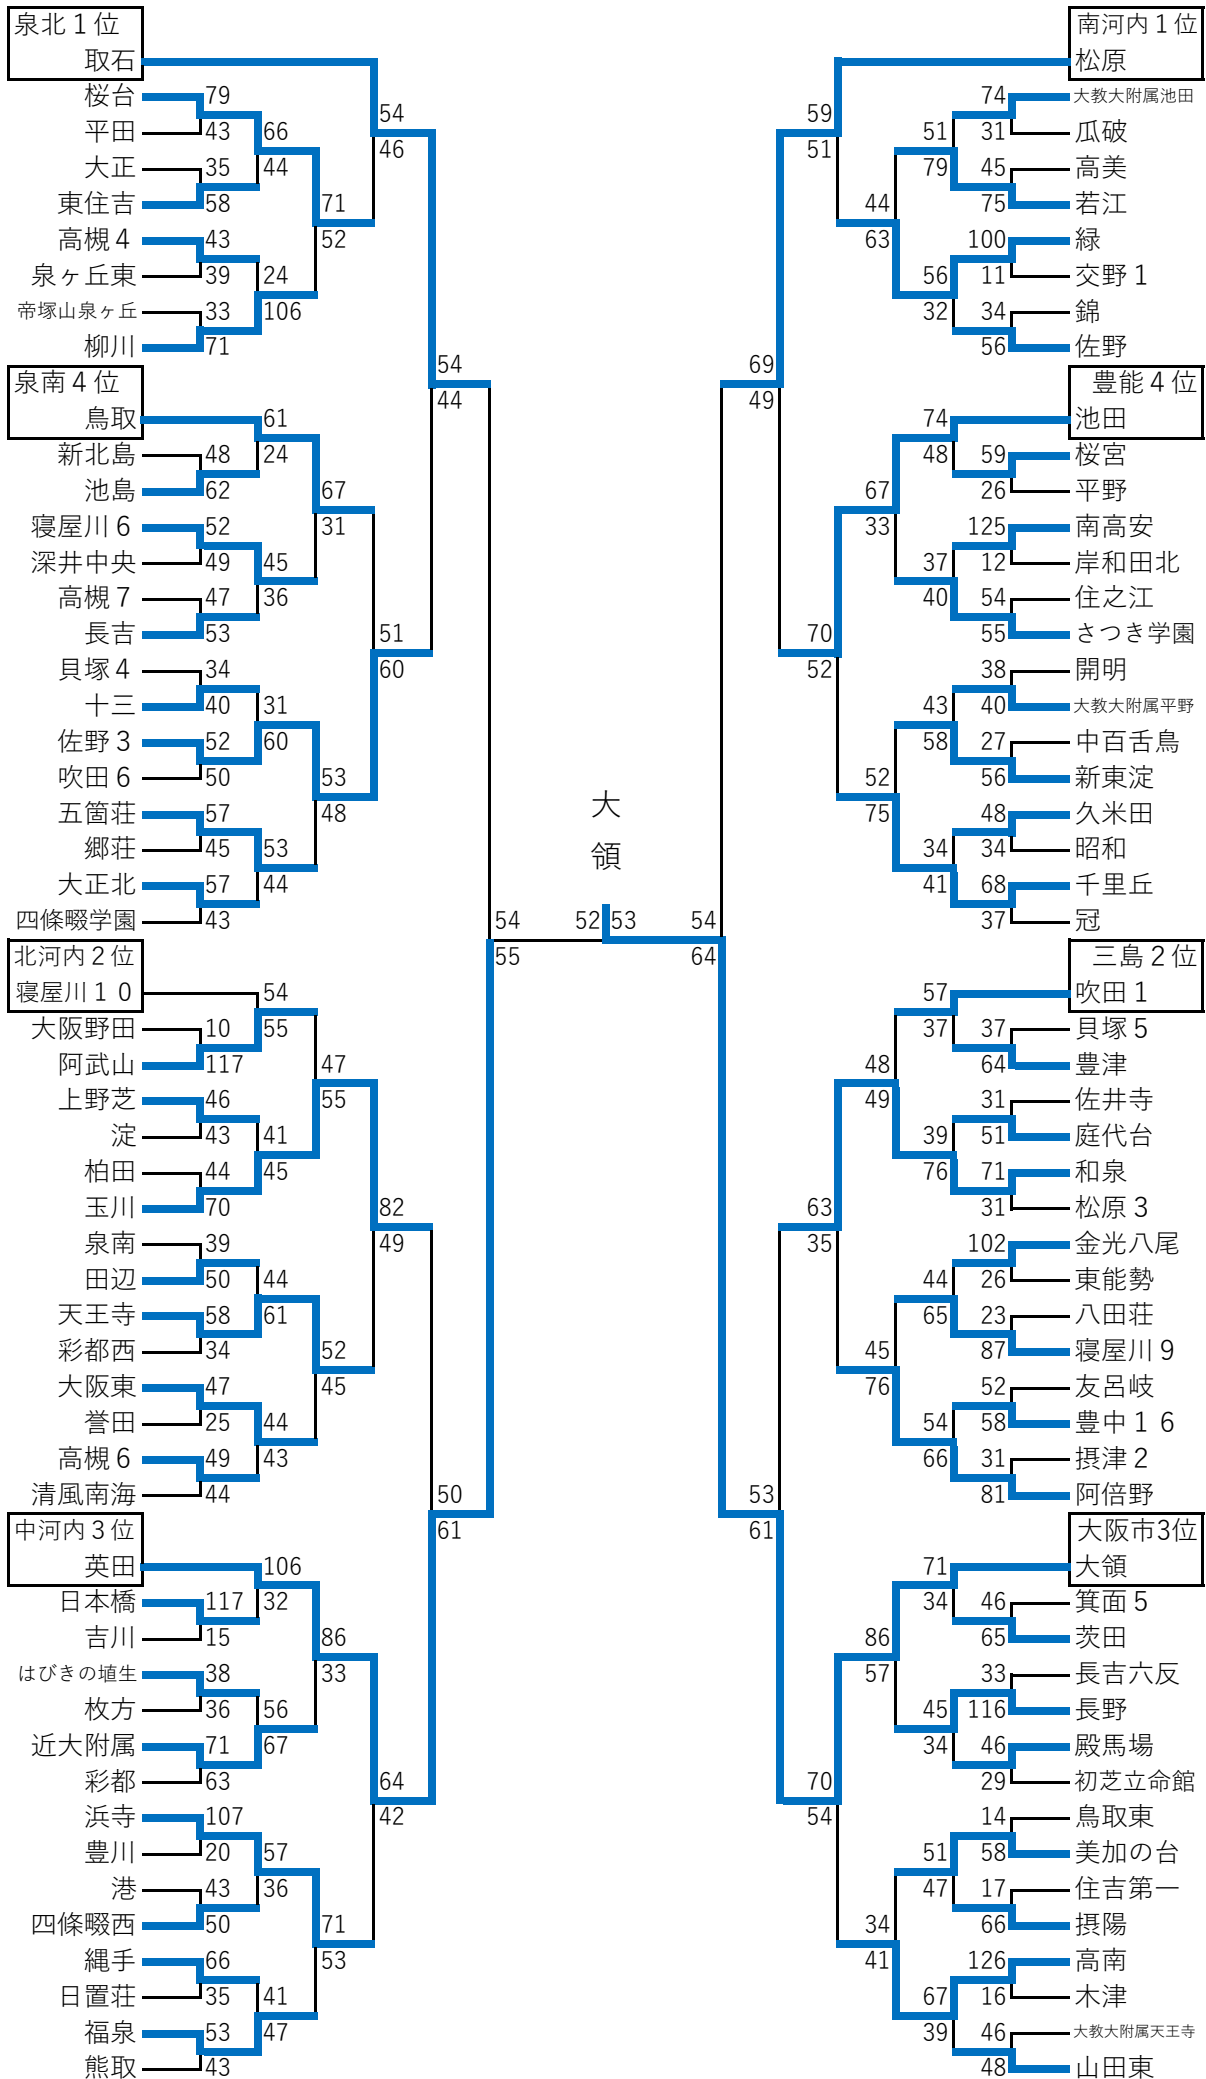 泉北１位
取石
桜台 79
平田 43
66
大正 35
44
東住吉 58
54
46
71
高槻４ 43
52
泉ヶ丘東 39
24
帝塚山泉ヶ丘 33
106
柳川 71
54
44
泉南４位
鳥取
61
新北島 48
24
池島 62
67
寝屋川６ 52
31
深井中央 49
45
高槻７ 47
36
長吉 53
51
60
貝塚４ 34
十三 40
31
佐野３ 52
60
吹田６ 50
53
五箇荘 57
48
郷荘 45
53
大正北 57
44
四條畷学園 43
54
55
北河内２位
寝屋川１０
54
大阪野田 10
55
阿武山 117
47
上野芝 46
55
淀 43
41
柏田 44
45
玉川 70
82
49
泉南 39
田辺 50
44
天王寺 58
61
彩都西 34
52
大阪東 47
45
誉田 25
44
高槻６ 49
43
清風南海 44
50
61
中河内３位
英田
106
日本橋 117
32
吉川 15
86
はびきの埴生 38
33
枚方 36
56
近大附属 71
67
彩都 63
64
42
浜寺 107
豊川 20
57
港 43
36
四條畷西 50
71
縄手 66
53
日置荘 35
41
福泉 53
47
熊取 43
大
領
52 53
南河内１位
松原
59
51
74 大教大附属池田
51
31 瓜破
79
45 高美
75 若江
44
63
100 緑
11 交野１
56
34 錦
32
56 佐野
69
49
豊能４位
池田
74
48
59 桜宮
26 平野
67
33
125 南高安
12 岸和田北
37
54 住之江
40
55 さつき学園
70
52
38 開明
40 大教大附属平野
43
27 中百舌鳥
58
56 新東淀
52
75
48 久米田
34 昭和
34
68 千里丘
41
37 冠
54
64
三島２位
吹田１
57
37
37 貝塚５
64 豊津
48
49
31 佐井寺
51 庭代台
39
71 和泉
76
31 松原３
63
35
102 金光八尾
26 東能勢
44
23 八田荘
65
87 寝屋川９
45
76
52 友呂岐
58 豊中１６
54
31 摂津２
66
81 阿倍野
53
61
大阪市3位
大領
71
34
46 箕面５
65 茨田
86
57
33 長吉六反
116 長野
45
46 殿馬場
34
29 初芝立命館
70
54
14 鳥取東
58 美加の台
51
17 住吉第一
47
66 摂陽
34
41
126 高南
16 木津
67
46 大教大附属天王寺
39
48 山田東